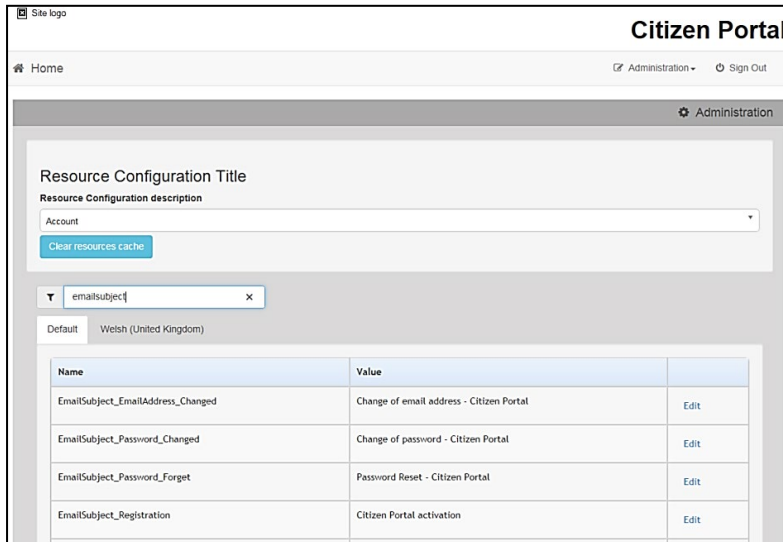 Site logo
Citizen Portal
Home Administration Sign Out
Administration
Resource Configuration Title
Resource Configuration description
Account
Clear resources cache
emailsubject
Default Welsh (United Kingdom)
Name Value
EmailSubject_EmailAddress_Changed Change of email address - Citizen Portal Edit
EmailSubject_Password_Changed Change of password - Citizen Portal Edit
EmailSubject_Password_Forget Password Reset - Citizen Portal Edit
EmailSubject_Registration Citizen Portal activation Edit